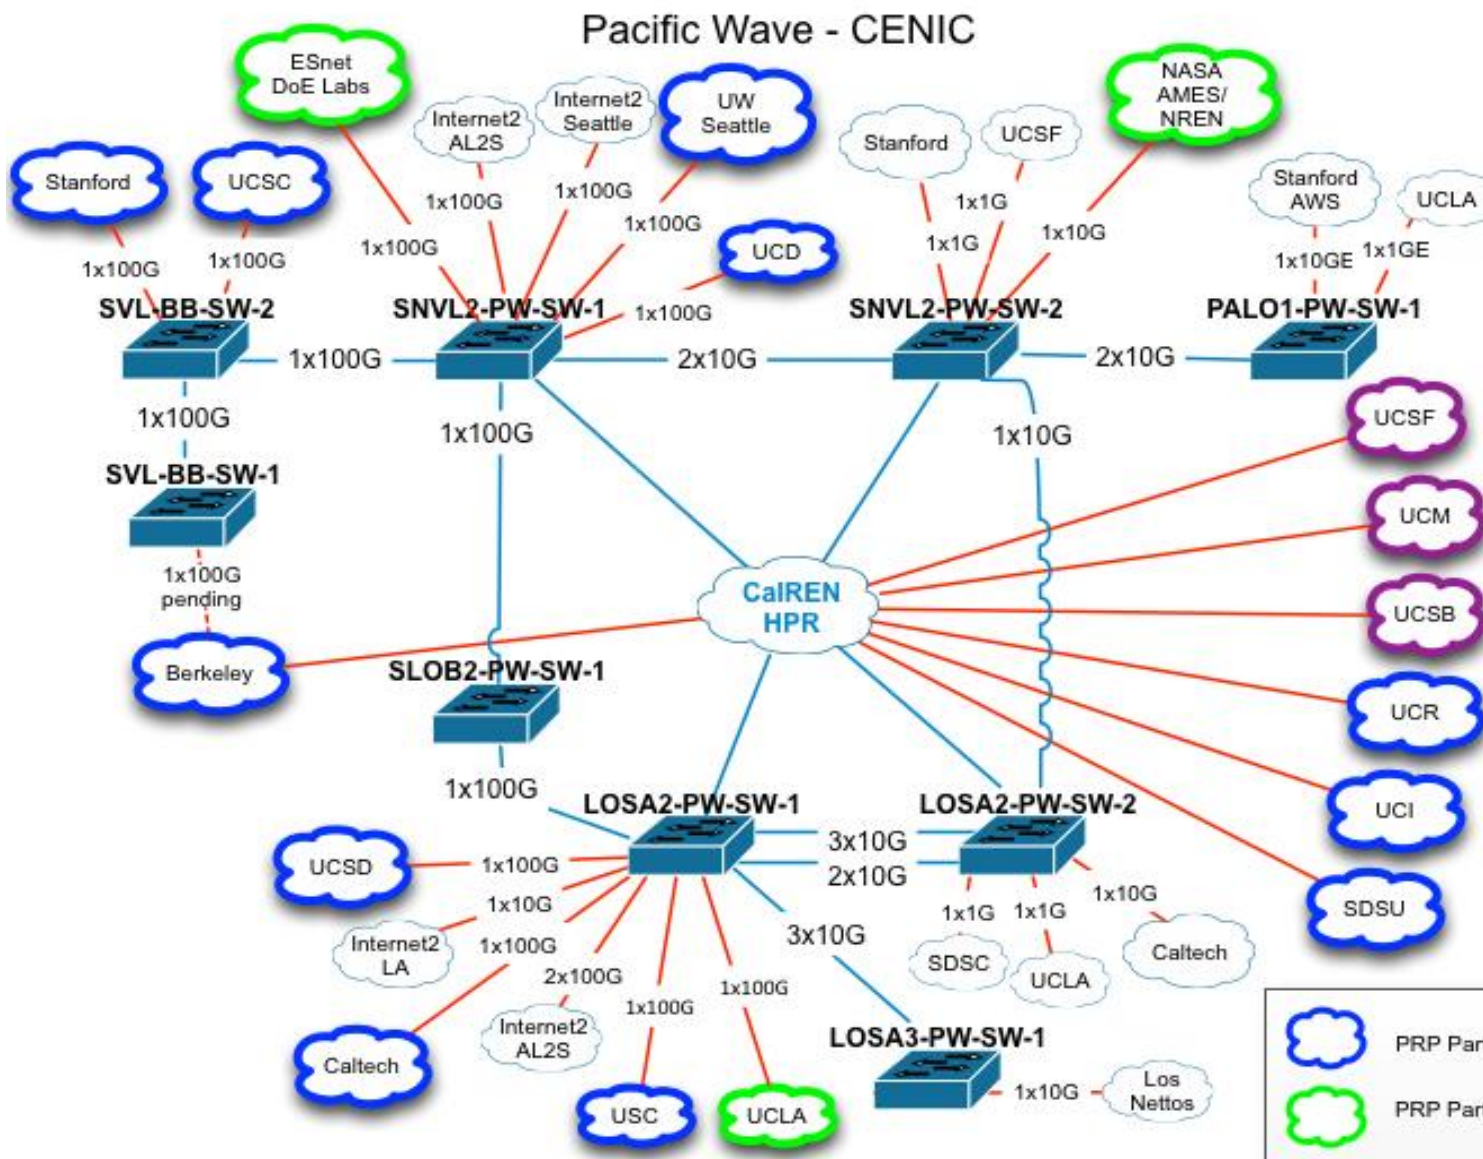 Pacific Wave - CENIC
ESnet
DoE Labs
Internet2
AL2S
Internet2
Seattle
UW
Seattle
Stanford
UCSF
NASA
AMES/
NREN
Stanford
UCSC
Stanford
AWS
UCLA
1x100G
1x100G
1x100G
1x100G
1x1G
1x10G
UCD
1x100G
1x100G
1x1G
1x10GE
1x1GE
1x100G
SVL-BB-SW-2
SNVL2-PW-SW-1
SNVL2-PW-SW-2
PALO1-PW-SW-1
1x100G
2x10G
2x10G
1x100G
1x100G
1x10G
UCSF
SVL-BB-SW-1
UCM
1x100G
pending
CalREN
HPR
UCSB
Berkeley
SLOB2-PW-SW-1
UCR
1x100G
LOSA2-PW-SW-1
LOSA2-PW-SW-2
UCI
3x10G
2x10G
UCSD
1x100G
1x10G
1x10G
SDSU
1x1G
1x1G
Internet2
LA
1x100G
3x10G
SDSC
UCLA
Caltech
2x100G
1x100G
1x100G
Internet2
AL2S
LOSA3-PW-SW-1
Caltech
PRP Par
1x10G
Los
Nettos
USC
UCLA
PRP Par